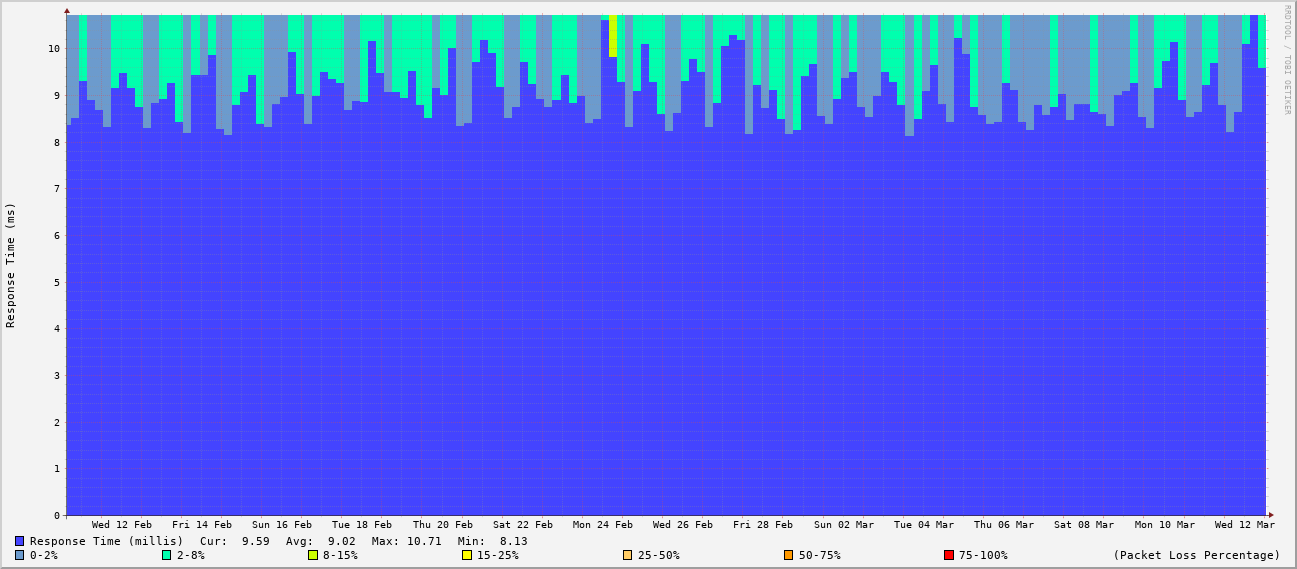 RRDTOOL / TOBI OETIKER
Response Time (ms)
10
9
8
7
6
5
4
3
2
1
0
Wed 12 Feb Fri 14 Feb Sun 16 Feb Tue 18 Feb Thu 20 Feb Sat 22 Feb Mon 24 Feb Wed 26 Feb Fri 28 Feb Sun 02 Mar Tue 04 Mar Thu 06 Mar Sat 08 Mar Mon 10 Mar Wed 12 Mar
Response Time (millis) Cur: 9.59 Avg: 9.02 Max: 10.71 Min: 8.13
0-2% 2-8% 8-15% 15-25% 25-50% 50-75% 75-100% (Packet Loss Percentage)